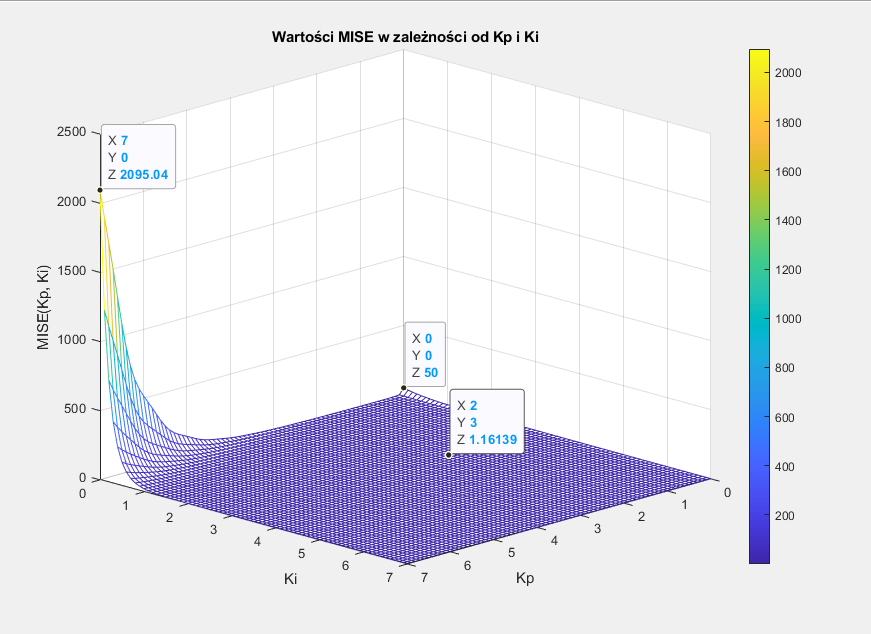 Wartości MISE w zależności od Kp i Ki
2500
2000
1500
1000
500
0
MISE(Kp, Ki)
X 7
Y 0
Z 2095.04
X 0
Y 0
Z 50
X 2
Y 3
Z 1.16139
0
1
2
3
4
5
6
7
Ki
7
6
5
4
3
2
1
0
Kp
2000
1800
1600
1400
1200
1000
800
600
400
200